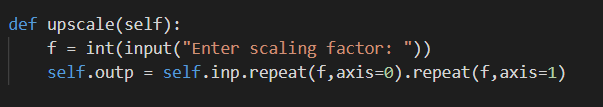 def upscale(self):
    f = int(input("Enter scaling factor: "))
    self.outp = self.inp.repeat(f,axis=0).repeat(f,axis=1)